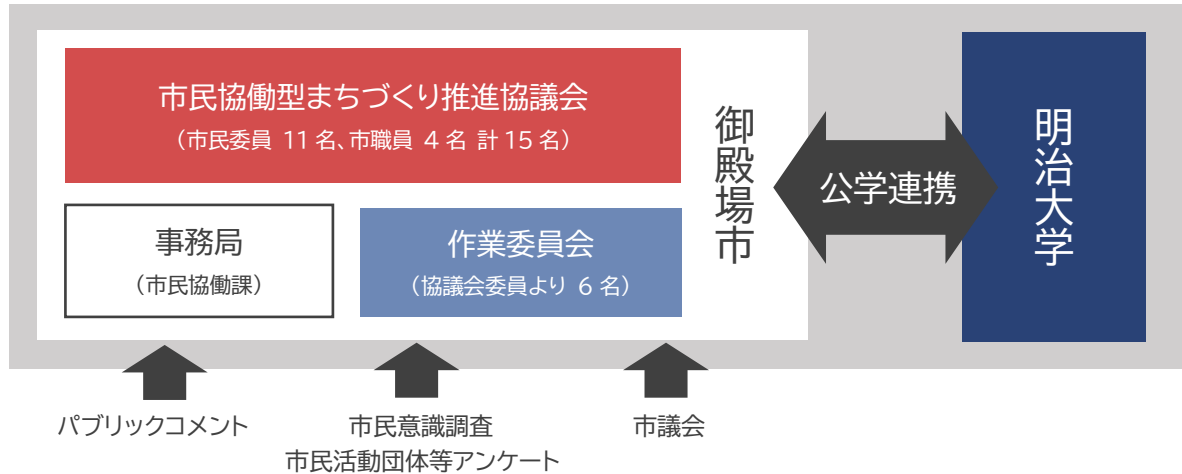 市民協働型まちづくり推進協議会
（市民委員 11 名、市職員 4 名 計 15 名）
事務局
（市民協働課）
作業委員会
（協議会委員より 6 名）
御殿場市
公学連携
明治大学
パブリックコメント
市民意識調査
市民活動団体等アンケート
市議会